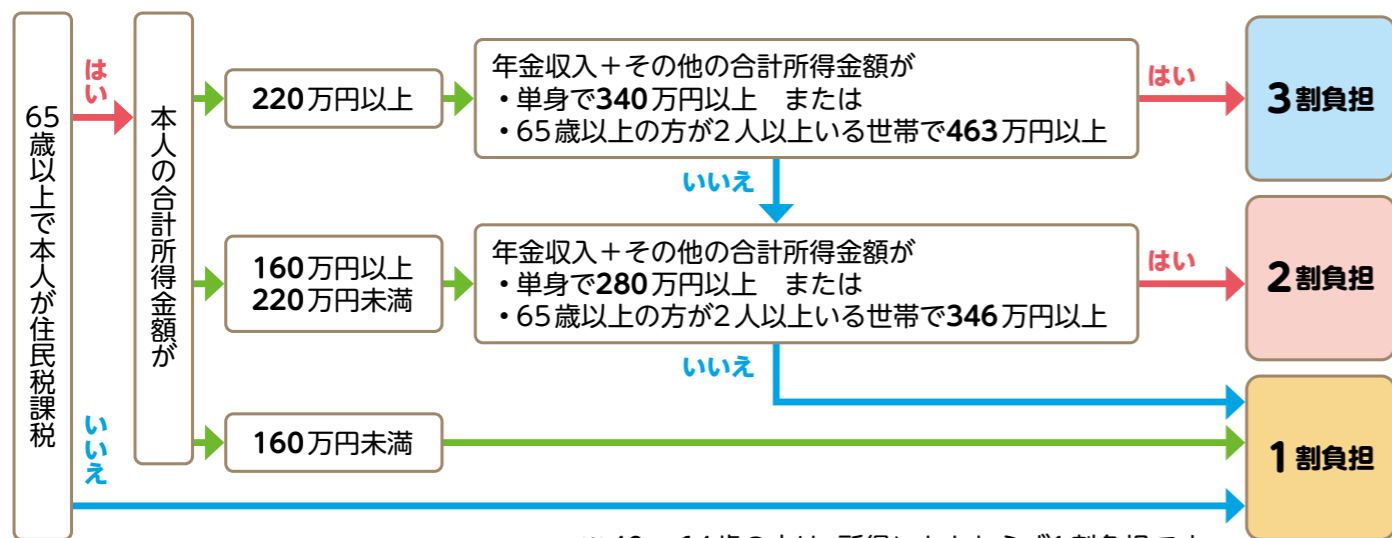 65歳以上で本人が住民税課税
はい
いいえ
本人の合計所得金額が
220万円以上
年金収入＋その他の合計所得金額が
・単身で340万円以上　または
・65歳以上の方が2人以上いる世帯で463万円以上
はい
3割負担
いいえ
160万円以上
220万円未満
年金収入＋その他の合計所得金額が
・単身で280万円以上　または
・65歳以上の方が2人以上いる世帯で346万円以上
はい
2割負担
いいえ
160万円未満
1割負担